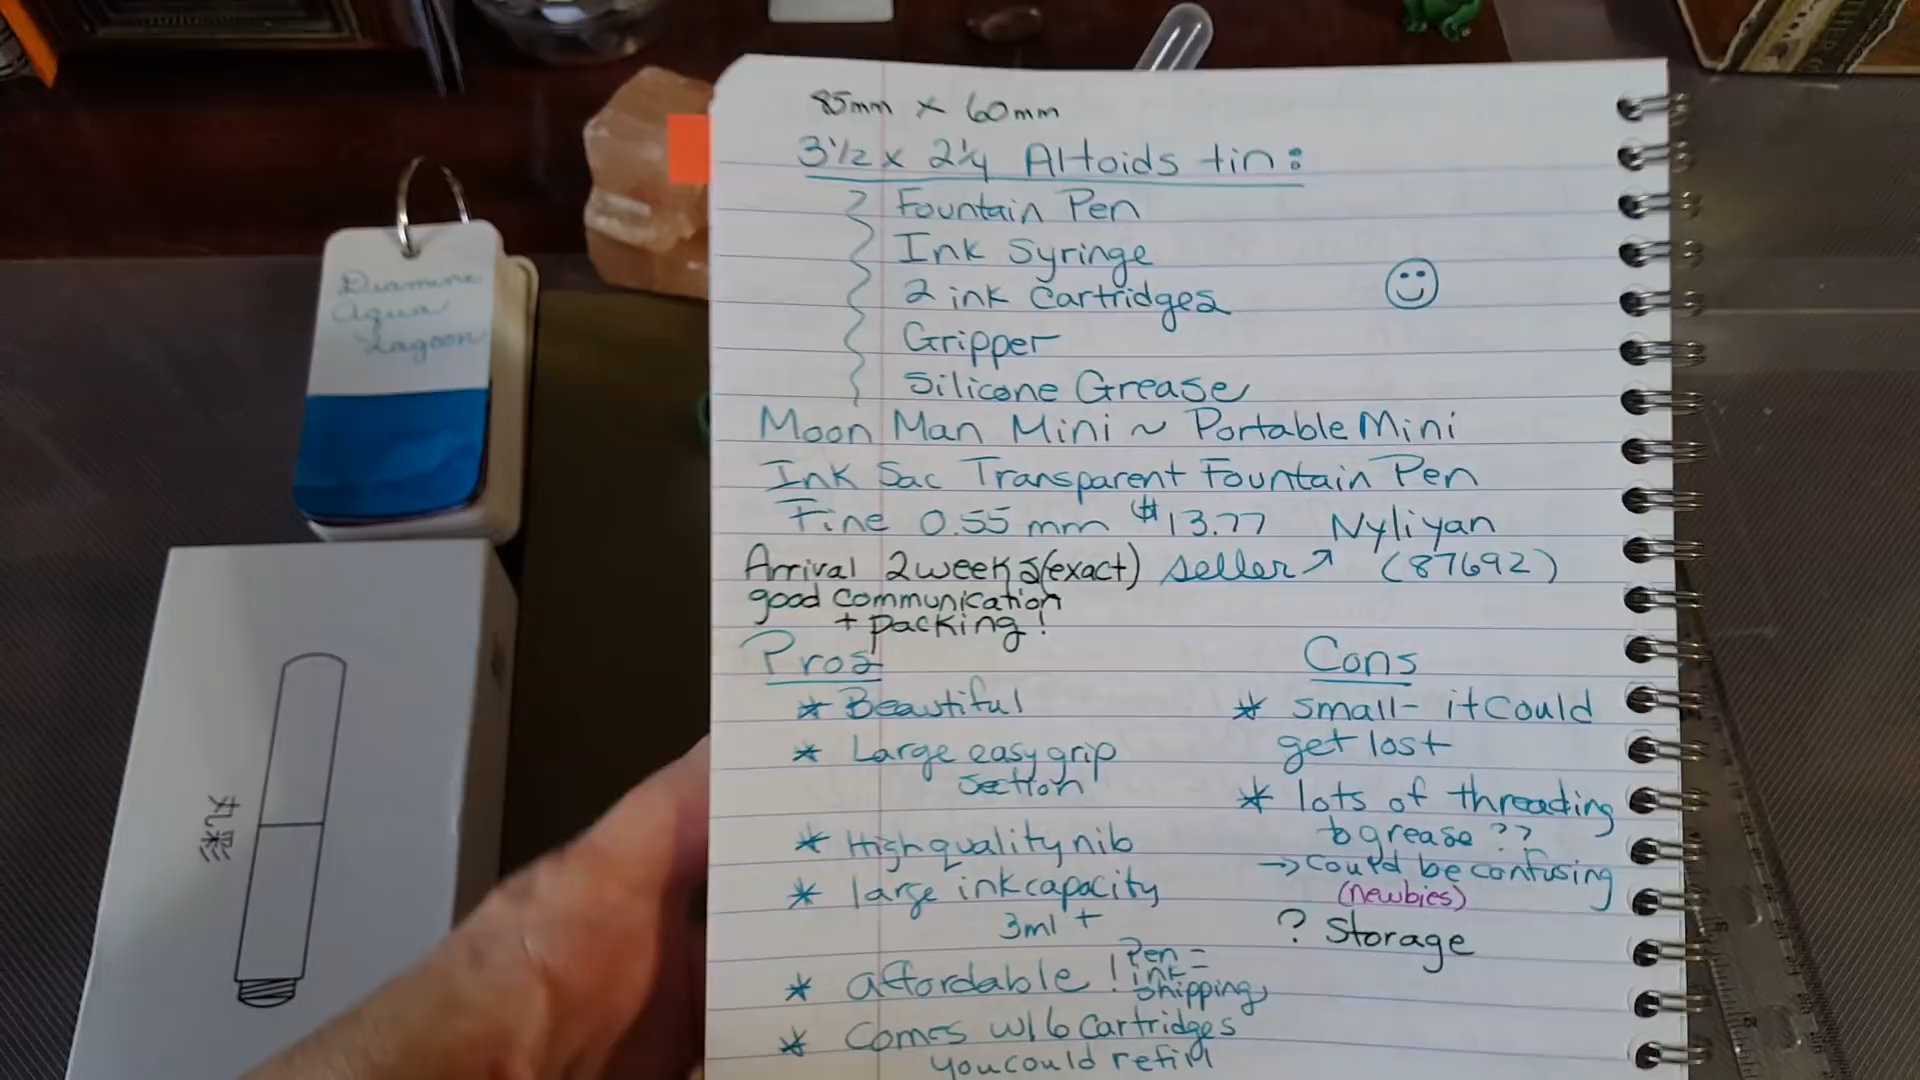 85mm x 60mm
3 1/2 x 2 1/4 Altoids tin:
Fountain Pen
Ink Syringe
2 ink Cartridges
Gripper
Silicone Grease
Moon Man Mini ~ Portable Mini
Ink Sac Transparent Fountain Pen
Fine 0.55 mm $13.77 Nyliyan
Arrival 2 weeks (exact) seller↗ (87692)
good communication
+ packing!
Pros
* Beautiful
* Large easy grip
section
* High quality nib
* large ink capacity
3ml +
* affordable! Pen =
ink =
shipping
* Comes w/6 Cartridges
you could refill
Cons
* small- it could
get lost
* lots of threading
to grease ??
→ could be confusing
(newbies)
? Storage
Diamine
Aqua
Lagoon
丸彩